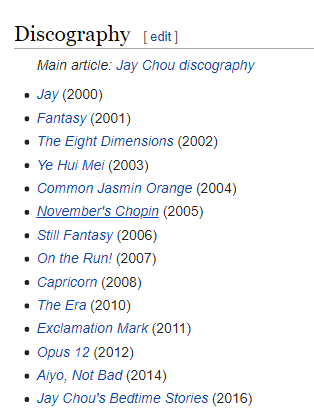 Discography [ edit ]
Main article: Jay Chou discography
• Jay (2000)
• Fantasy (2001)
• The Eight Dimensions (2002)
• Ye Hui Mei (2003)
• Common Jasmin Orange (2004)
• November's Chopin (2005)
• Still Fantasy (2006)
• On the Run! (2007)
• Capricorn (2008)
• The Era (2010)
• Exclamation Mark (2011)
• Opus 12 (2012)
• Aiyo, Not Bad (2014)
• Jay Chou's Bedtime Stories (2016)